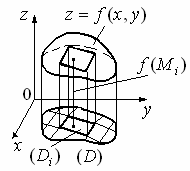 z
z = f(x, y)
f(M_i)
0
y
x
(D_i)
(D)